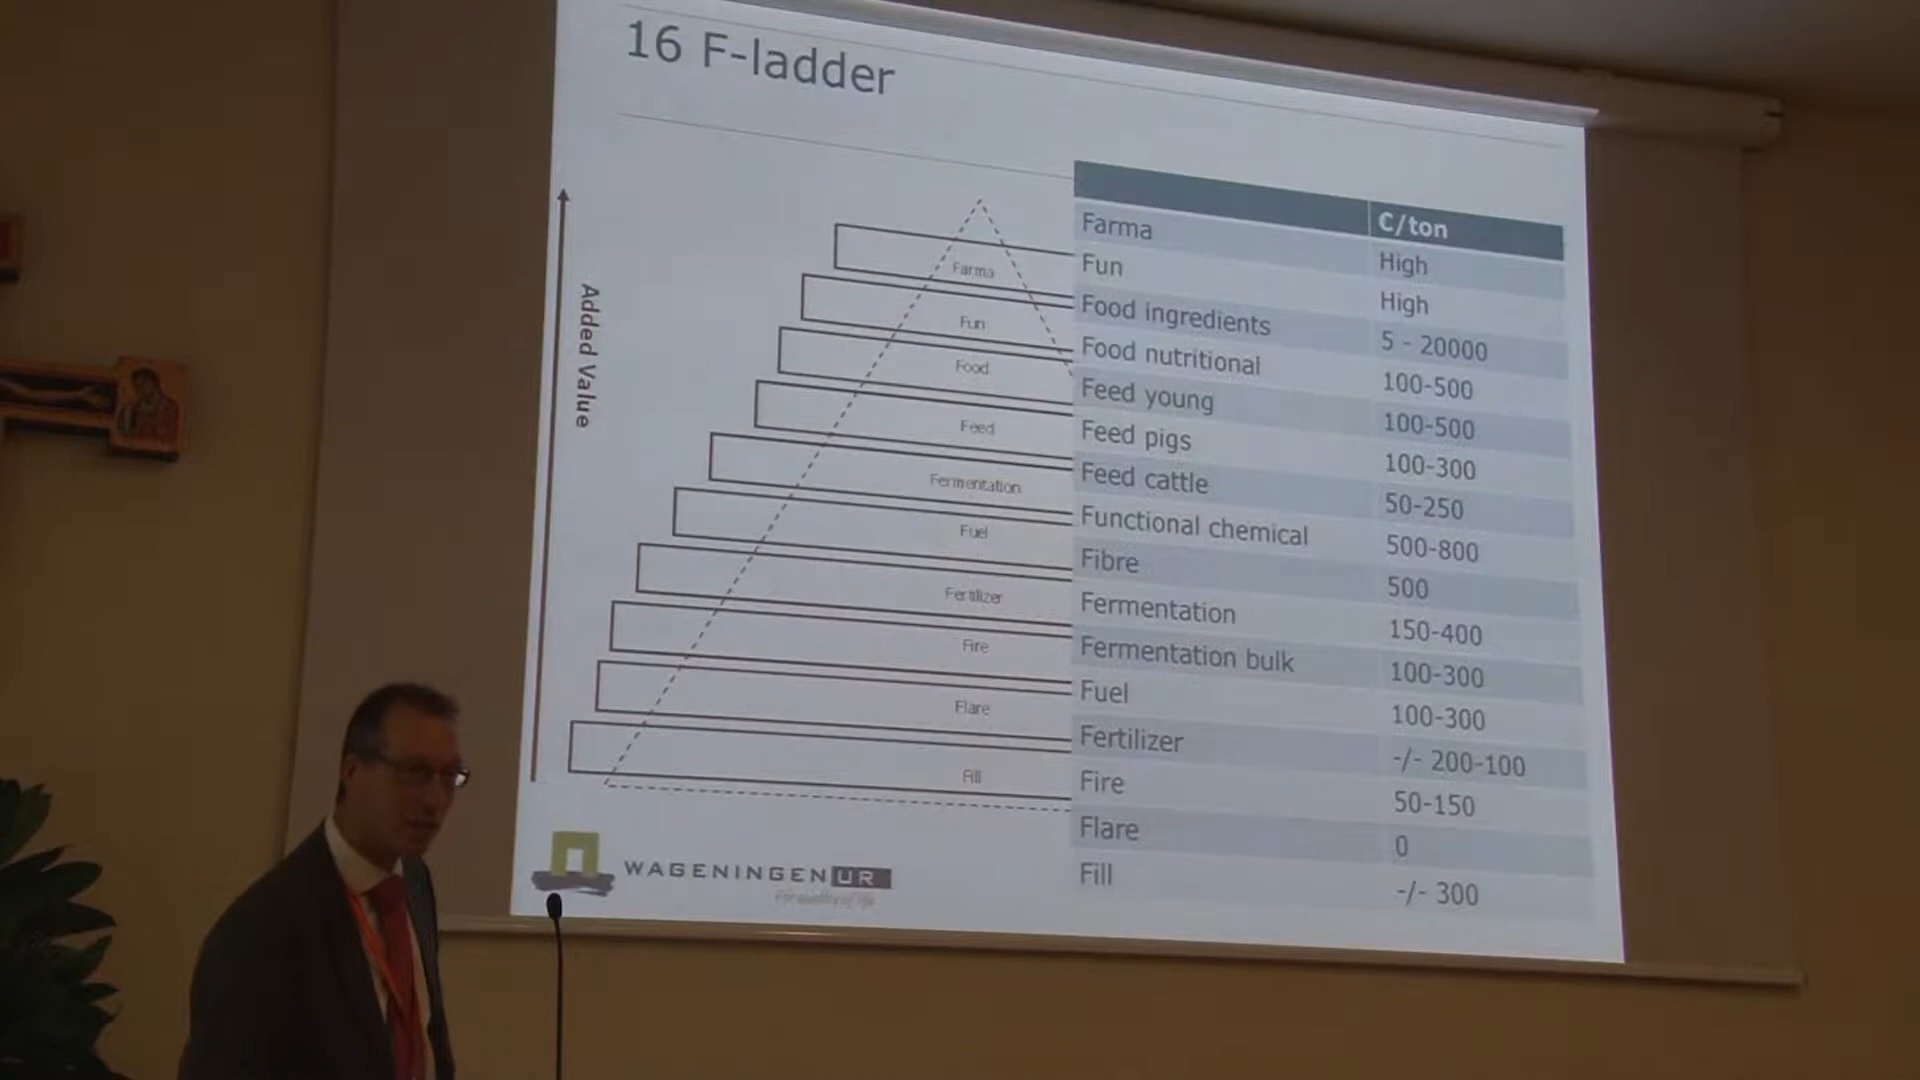 16 F-ladder
Added Value
Farma
Fun
Food
Feed
Fermentation
Fuel
Fertilizer
Fire
Flare
Fill
€/ton
Farma High
Fun High
Food ingredients 5 - 20000
Food nutritional 100-500
Feed young 100-500
Feed pigs 100-300
Feed cattle 50-250
Functional chemical 500-800
Fibre 500
Fermentation 150-400
Fermentation bulk 100-300
Fuel 100-300
Fertilizer -/- 200-100
Fire 50-150
Flare 0
Fill -/- 300
WAGENINGEN UR
For quality of life